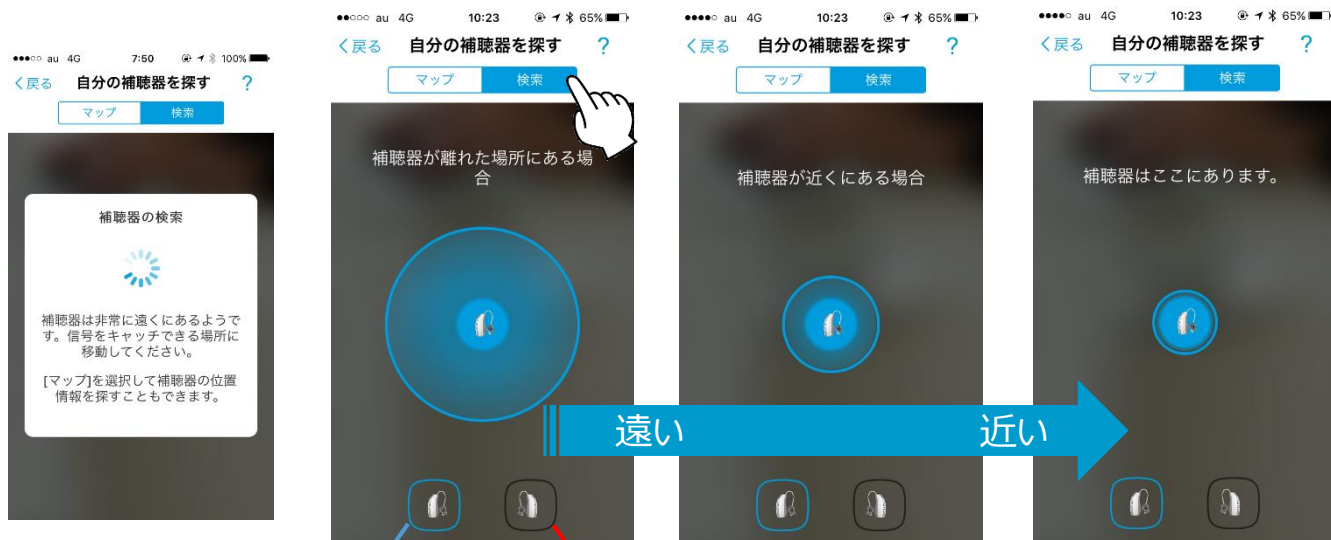 au 4G 7:50 100%
く戻る 自分の補聴器を探す ?
マップ 検索
補聴器の検索
補聴器は非常に遠くにあるようで
す。信号をキャッチできる場所に
移動してください。
[マップ]を選択して補聴器の位置
情報を探すこともできます。
au 4G 10:23 65%
く戻る 自分の補聴器を探す ?
マップ 検索
補聴器が離れた場所にある場
合
au 4G 10:23 65%
く戻る 自分の補聴器を探す ?
マップ 検索
補聴器が近くにある場合
au 4G 10:23 65%
く戻る 自分の補聴器を探す ?
マップ 検索
補聴器はここにあります。
遠い 近い